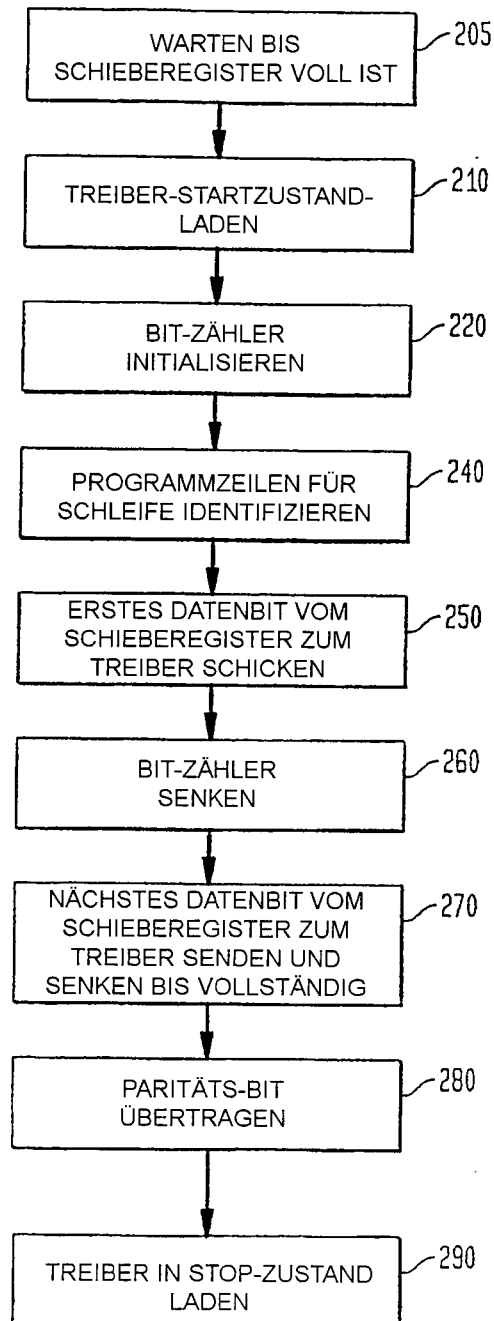 WARTEN BIS
SCHIEBEREGISTER VOLL IST
205
TREIBER-STARTZUSTAND-
LADEN
210
BIT-ZÄHLER
INITIALISIEREN
220
PROGRAMMZEILEN FÜR
SCHLEIFE IDENTIFIZIEREN
240
ERSTES DATENBIT VOM
SCHIEBEREGISTER ZUM
TREIBER SCHICKEN
250
BIT-ZÄHLER
SENKEN
260
NÄCHSTES DATENBIT VOM
SCHIEBEREGISTER ZUM
TREIBER SENDEN UND
SENKEN BIS VOLLSTÄNDIG
270
PARITÄTS-BIT
ÜBERTRAGEN
280
TREIBER IN STOP-ZUSTAND
LADEN
290